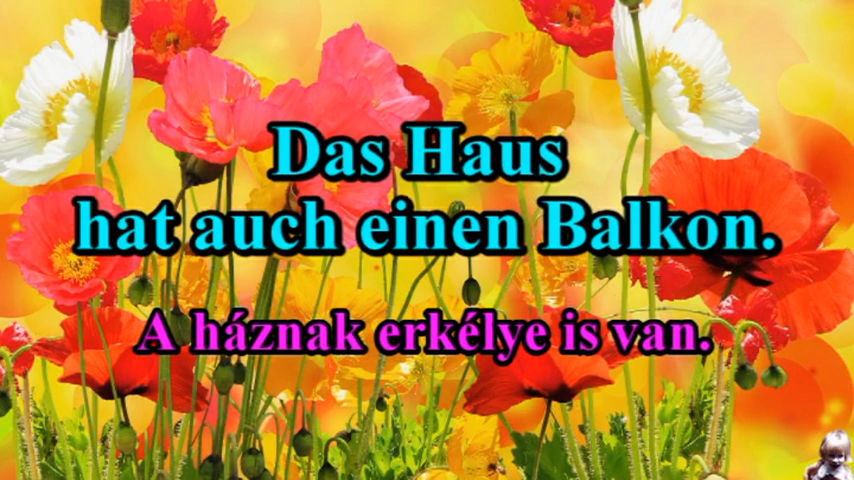 Das Haus
hat auch einen Balkon.
A háznak erkélye is van.